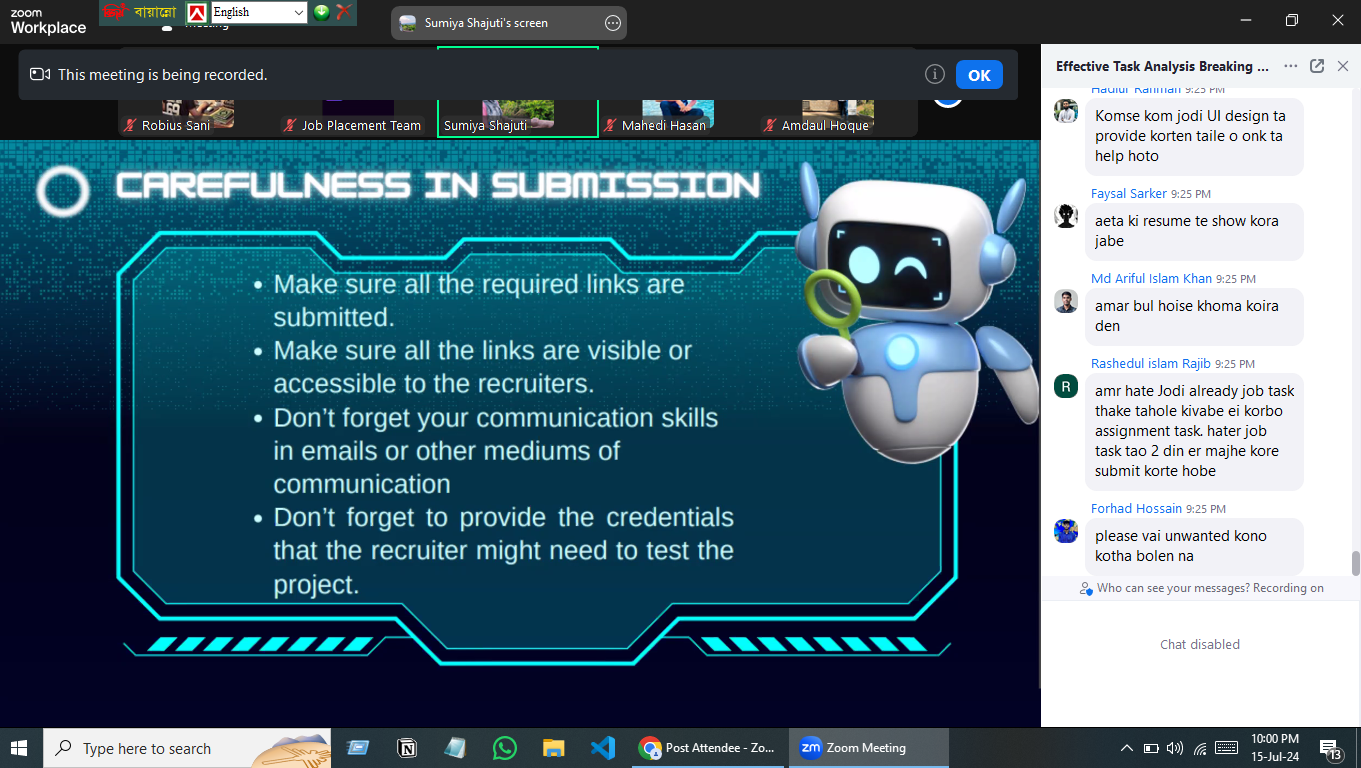 zoom
Workplace
বায়ান্নো
English
Meeting
Sumiya Shajuti's screen
This meeting is being recorded.
OK
Robius Sani
Job Placement Team
Sumiya Shajuti
Mahedi Hasan
Amdaul Hoque
CAREFULNESS IN SUBMISSION
• Make sure all the required links are
submitted.
• Make sure all the links are visible or
accessible to the recruiters.
• Don’t forget your communication skills
in emails or other mediums of
communication
• Don’t forget to provide the credentials
that the recruiter might need to test the
project.
Effective Task Analysis Breaking ...
Hadiur Rahman 9:25 PM
Komse kom jodi UI design ta
provide korten taile o onk ta
help hoto
Faysal Sarker 9:25 PM
aeta ki resume te show kora
jabe
Md Ariful Islam Khan 9:25 PM
amar bul hoise khoma koira
den
Rashedul islam Rajib 9:25 PM
R
amr hate Jodi already job task
thake tahole kivabe ei korbo
assignment task. hater job
task tao 2 din er majhe kore
submit korte hobe
Forhad Hossain 9:25 PM
please vai unwanted kono
kotha bolen na
Who can see your messages? Recording on
Chat disabled
Type here to search
Post Attendee - Zo...
zm
Zoom Meeting
10:00 PM
15-Jul-24
13